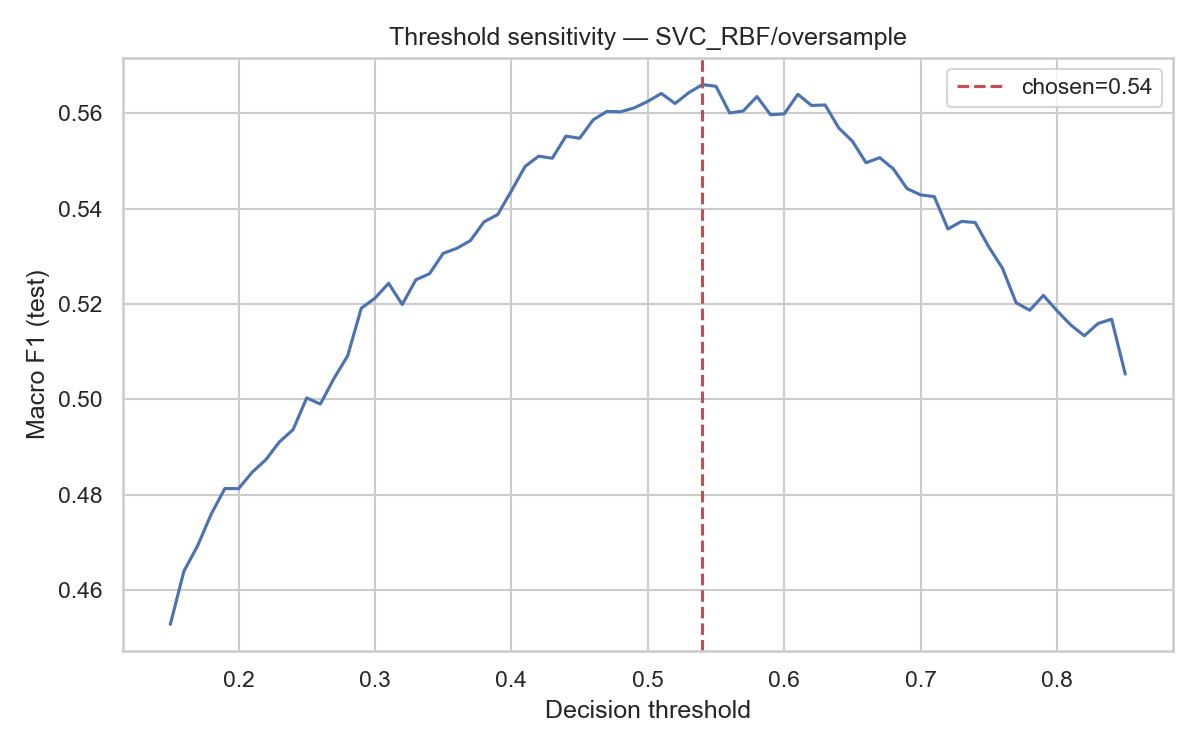 Threshold sensitivity — SVC_RBF/oversample
chosen=0.54
Macro F1 (test)
0.56
0.54
0.52
0.50
0.48
0.46
0.2 0.3 0.4 0.5 0.6 0.7 0.8
Decision threshold